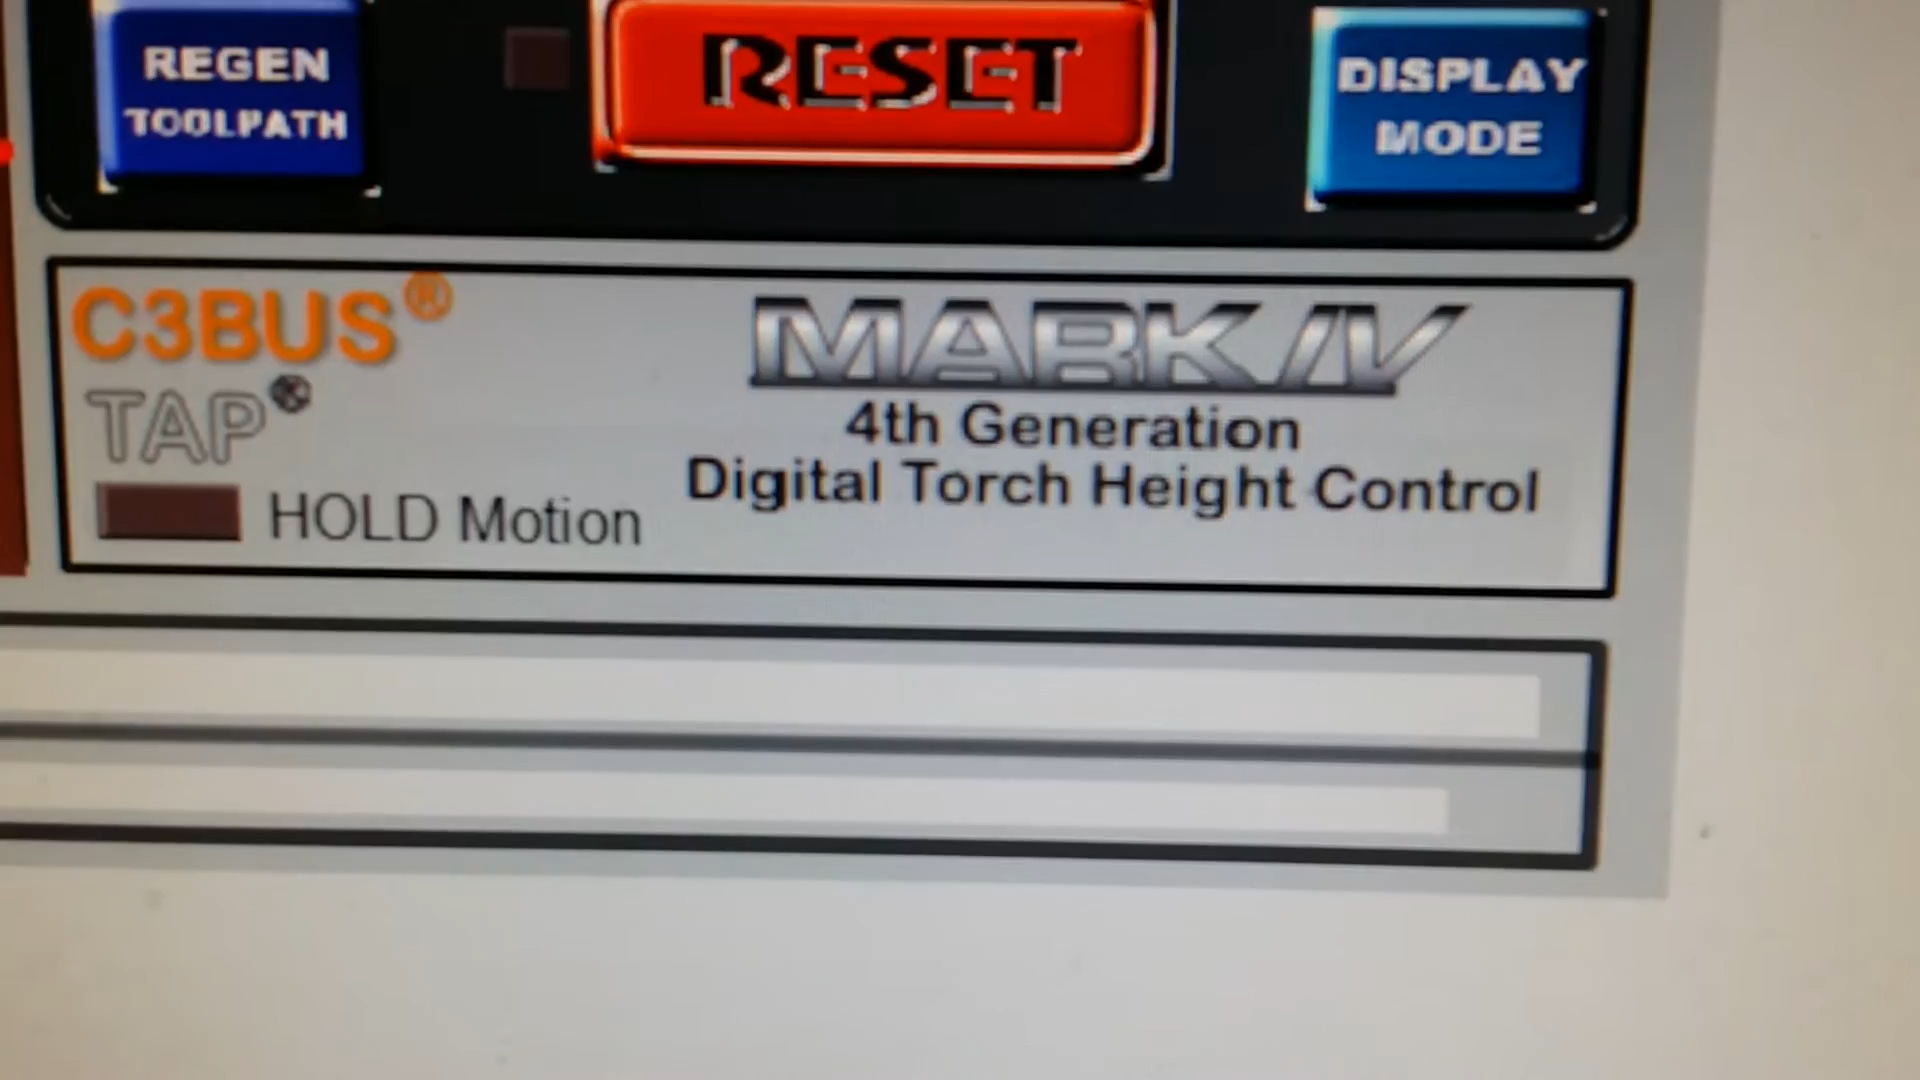 REGEN
TOOLPATH
RESET
DISPLAY
MODE
C3BUS®
TAP®
HOLD Motion
MARK IV
4th Generation
Digital Torch Height Control